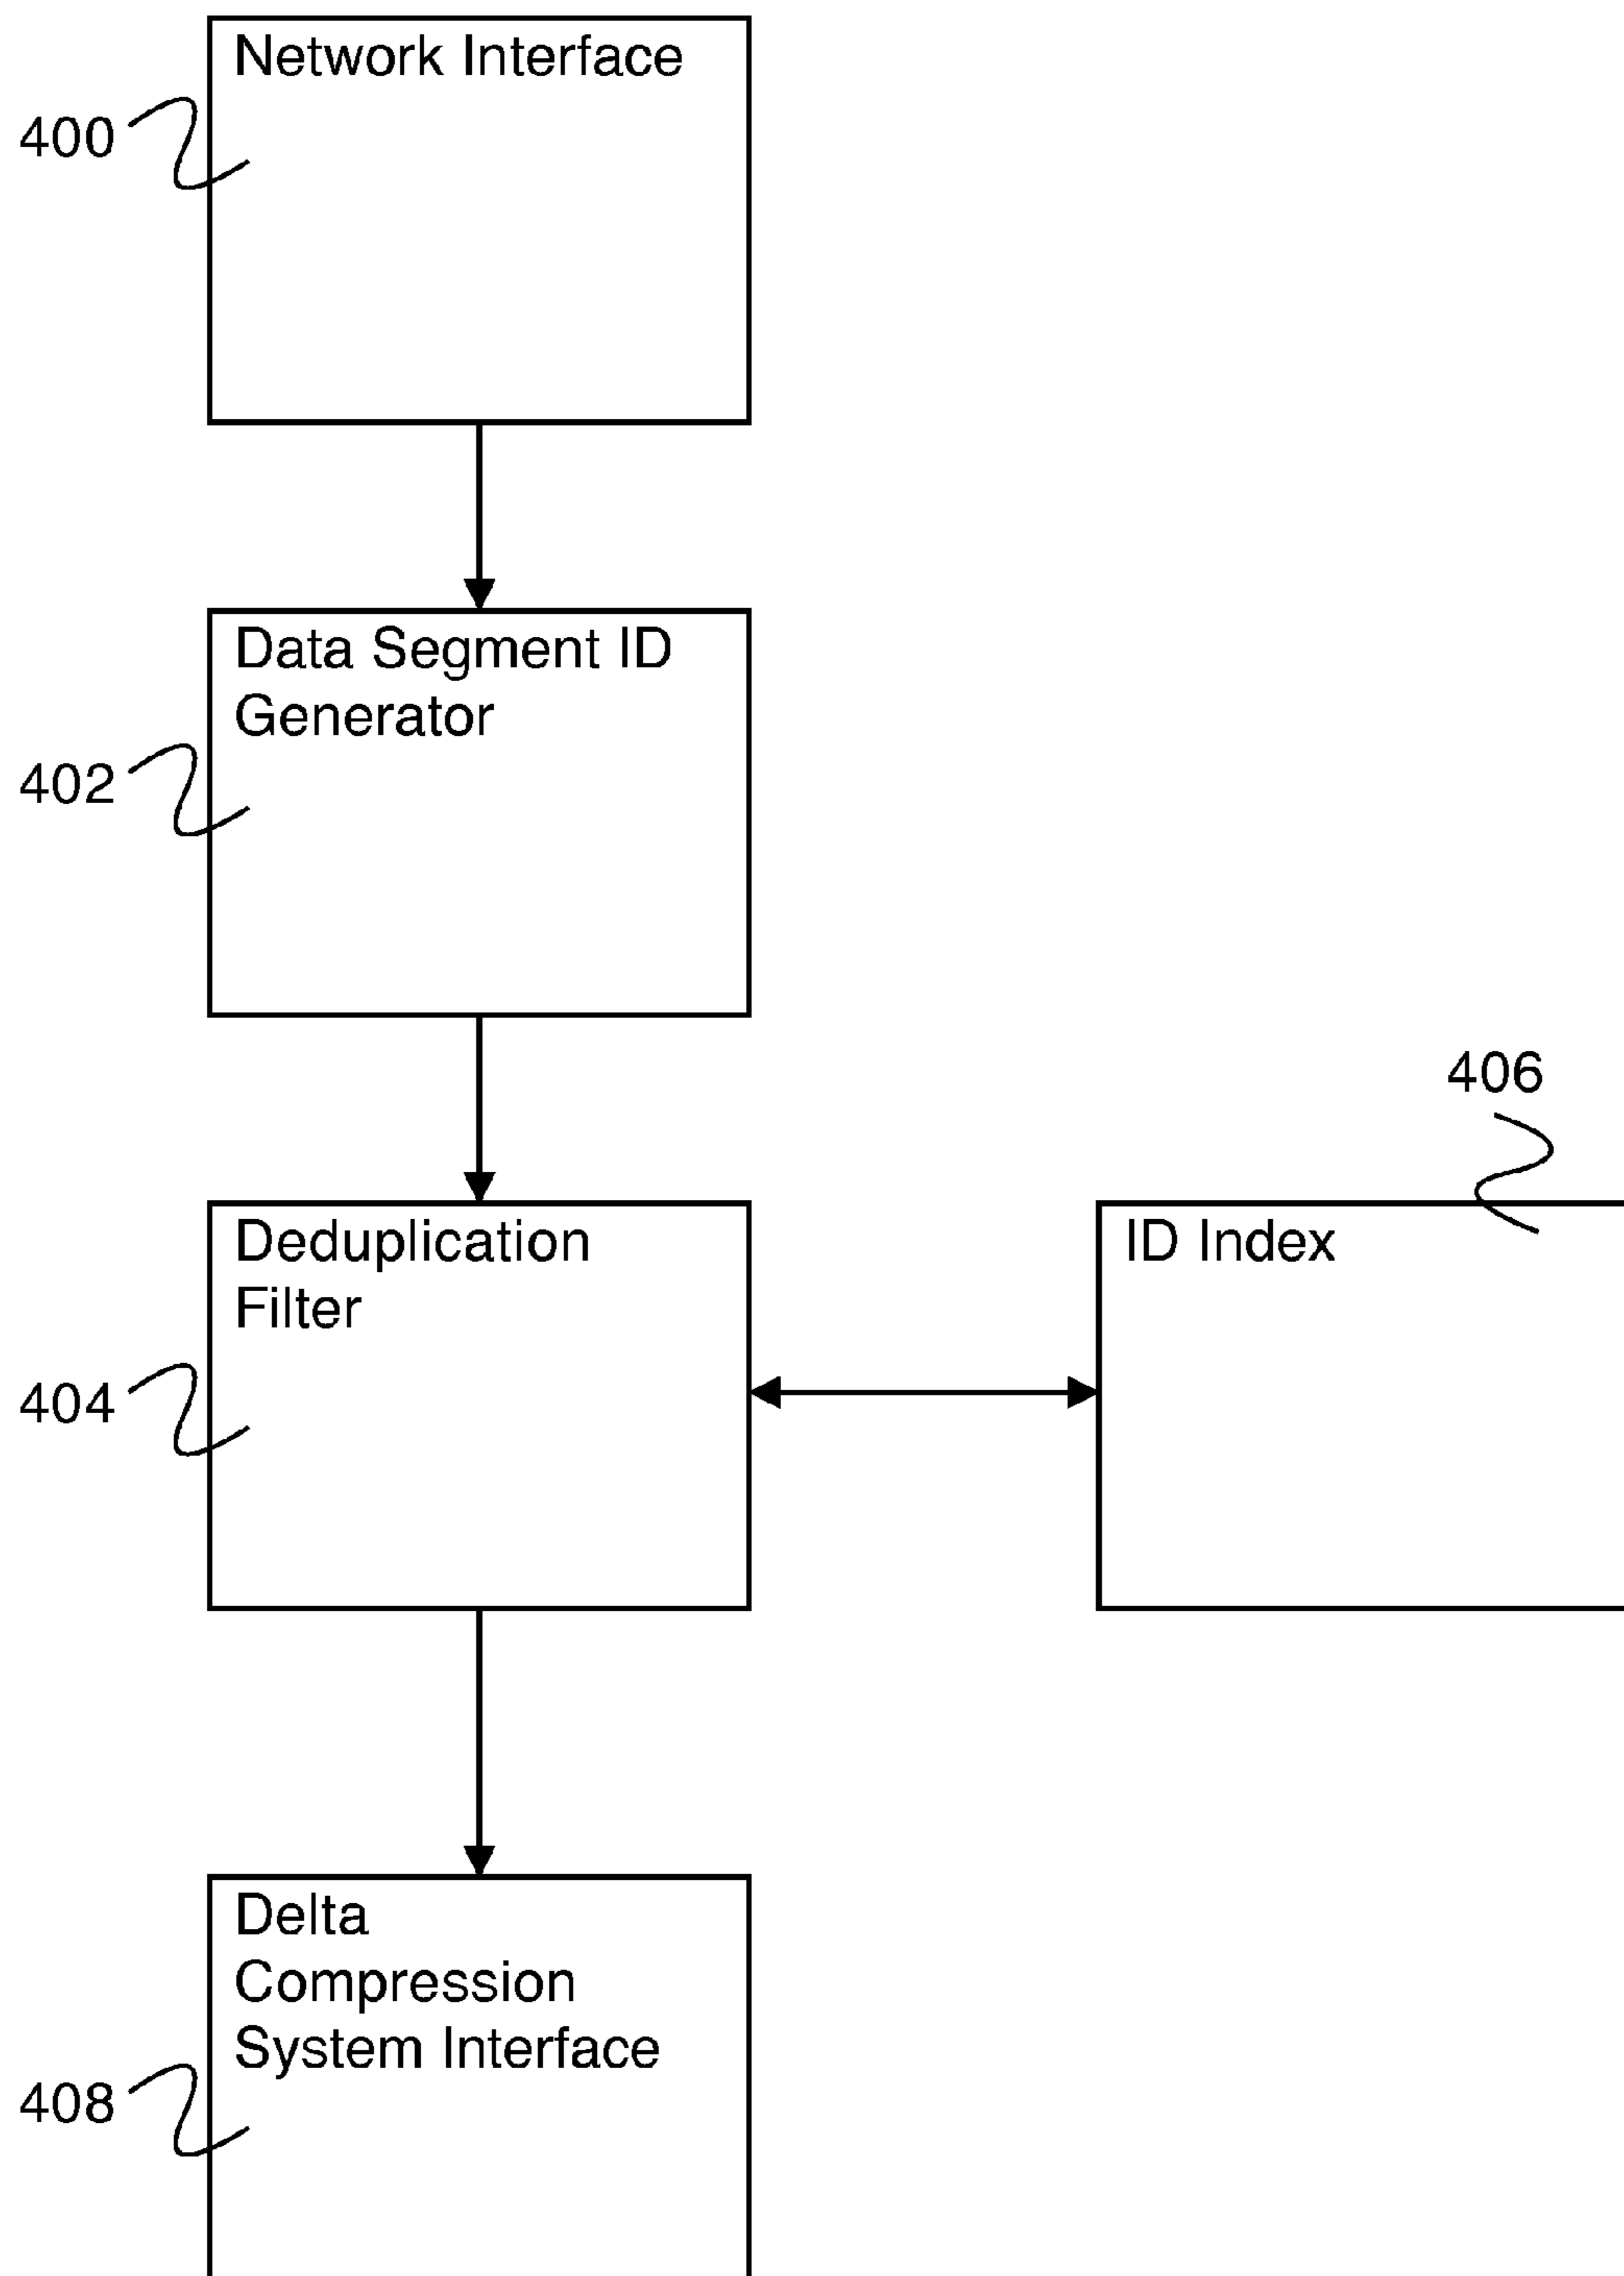 Network Interface
400
Data Segment ID
Generator
402
406
Deduplication
Filter
ID Index
404
Delta
Compression
System Interface
408